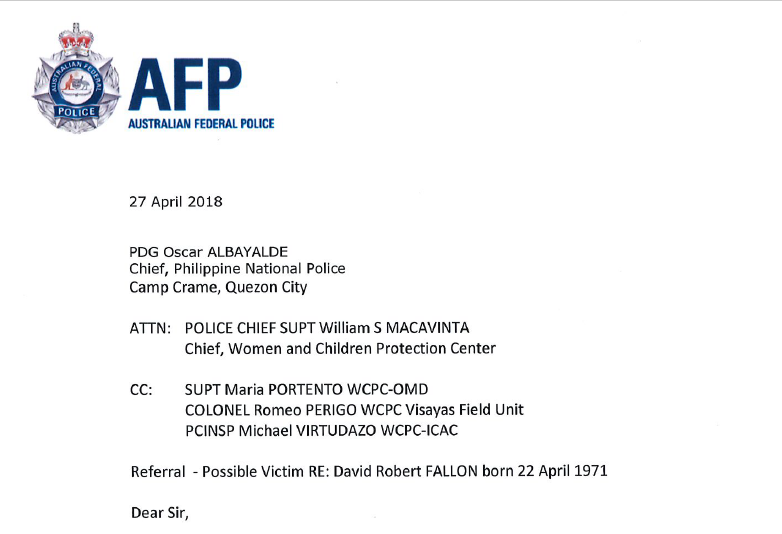 AUSTRALIAN FEDERAL
POLICE
AFP
AUSTRALIAN FEDERAL POLICE
27 April 2018
PDG Oscar ALBAYALDE
Chief, Philippine National Police
Camp Crame, Quezon City
ATTN: POLICE CHIEF SUPT William S MACAVINTA
Chief, Women and Children Protection Center
CC: SUPT Maria PORTENTO WCPC-OMD
COLONEL Romeo PERIGO WCPC Visayas Field Unit
PCINSP Michael VIRTUDAZO WCPC-ICAC
Referral - Possible Victim RE: David Robert FALLON born 22 April 1971
Dear Sir,